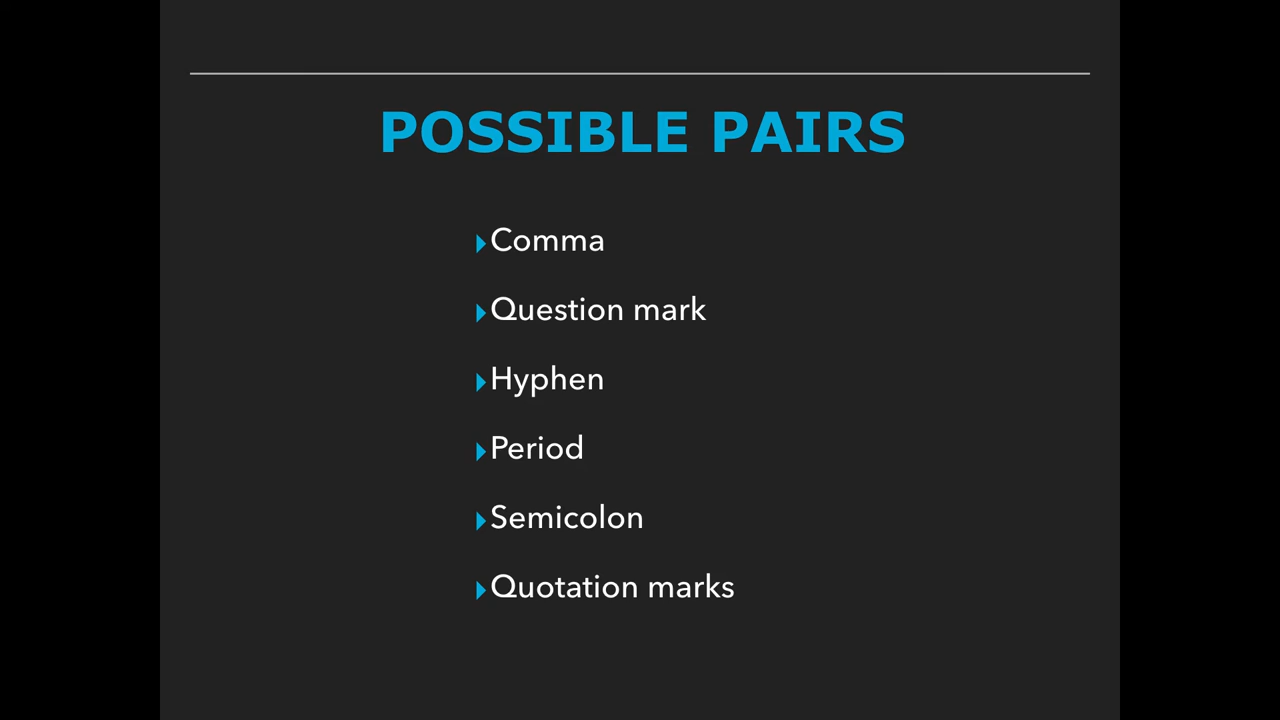 POSSIBLE PAIRS
Comma
Question mark
Hyphen
Period
Semicolon
Quotation marks